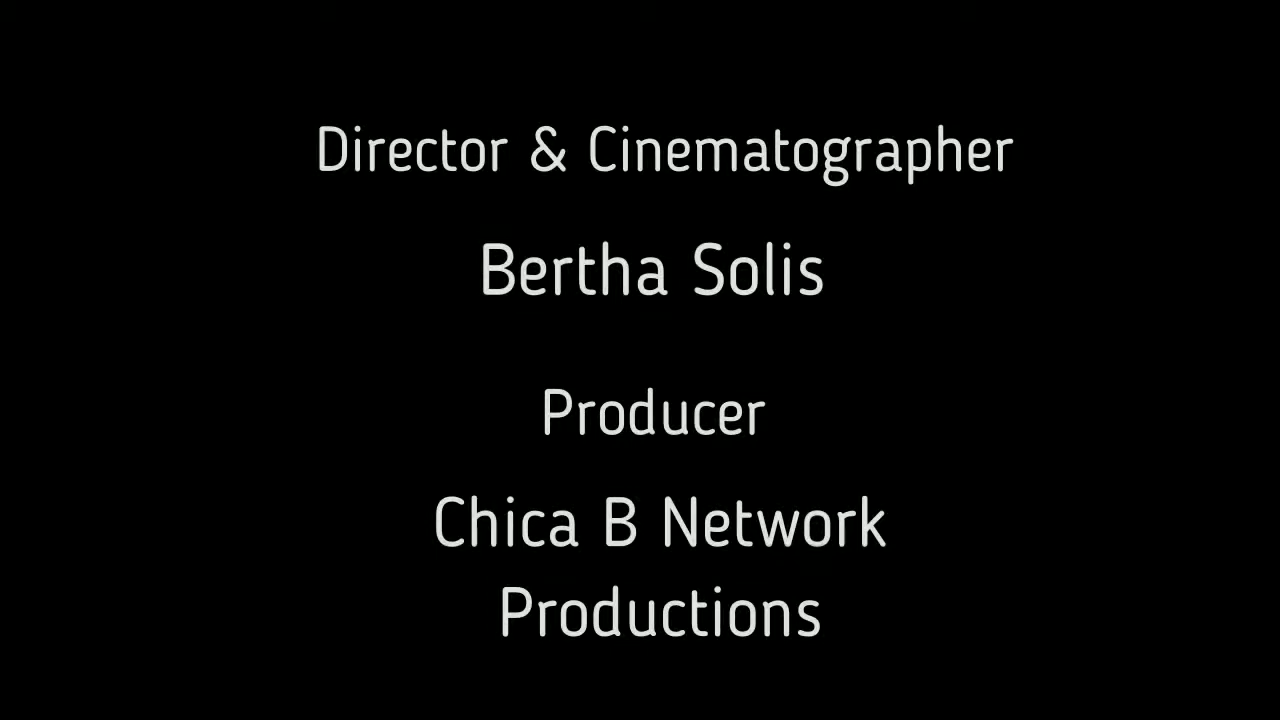 Director & Cinematographer
Bertha Solis
Producer
Chica B Network
Productions